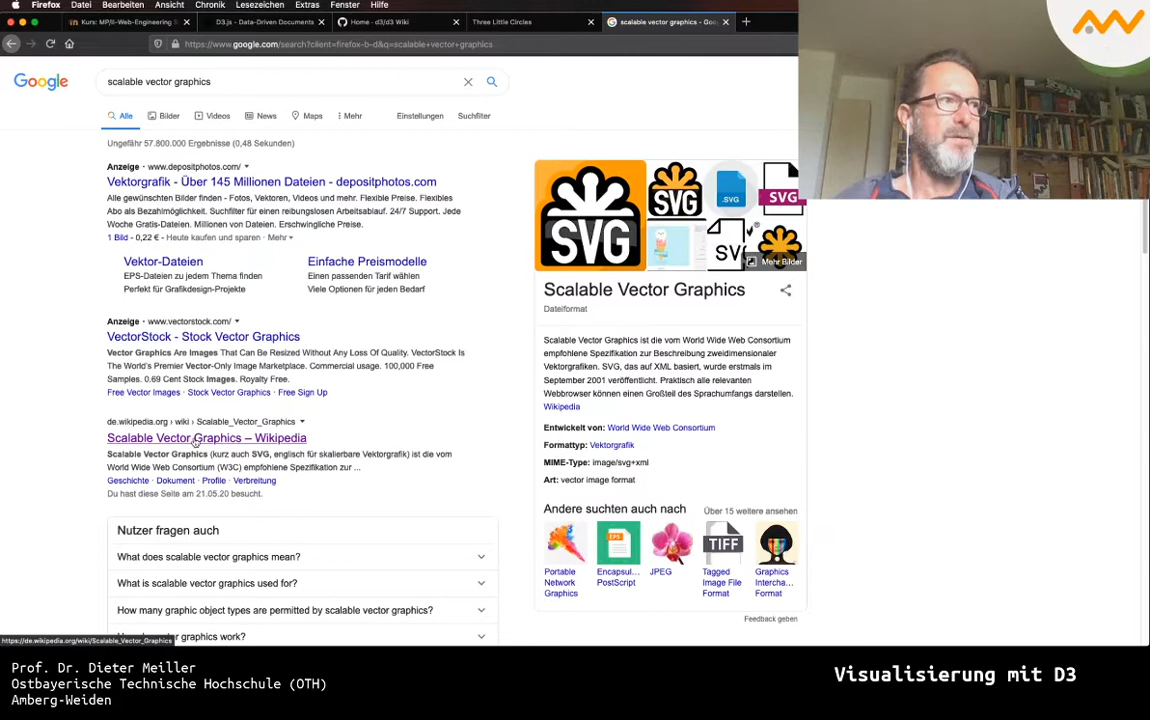 Firefox Datei Bearbeiten Ansicht Chronik Lesezeichen Extras Fenster Hilfe
Kurs: MP/II-Web-Engineering S
D3.js - Data-Driven Documents
Home · d3/d3 Wiki
Three Little Circles
scalable vector graphics - Goo
https://www.google.com/search?client=firefox-b-d&q=scalable+vector+graphics
Google
scalable vector graphics
Alle Bilder Videos News Maps Mehr Einstellungen Suchfilter
Ungefähr 57.800.000 Ergebnisse (0,48 Sekunden)
Anzeige · www.depositphotos.com/
Vektorgrafik - Über 145 Millionen Dateien - depositphotos.com
Alle gewünschten Bilder finden - Fotos, Vektoren, Videos und mehr. Flexible Preise. Flexibles
Abo als Bezahlmöglichkeit. Suchfilter für einen reibungslosen Arbeitsablauf. 24/7 Support. Jede
Woche Gratis-Dateien. Millionen von Dateien. Erschwingliche Preise.
1 Bild - 0,22 € - Heute kaufen und sparen · Mehr
Vektor-Dateien
EPS-Dateien zu jedem Thema finden
Perfekt für Grafikdesign-Projekte
Einfache Preismodelle
Einen passenden Tarif wählen
Viele Optionen für jeden Bedarf
Anzeige · www.vectorstock.com/
VectorStock - Stock Vector Graphics
Vector Graphics Are Images That Can Be Resized Without Any Loss Of Quality. VectorStock Is
The World's Premier Vector-Only Image Marketplace. Commercial usage. 100,000 Free
Samples. 0.69 Cent Stock Images. Royalty Free.
Free Vector Images · Stock Vector Graphics · Free Sign Up
de.wikipedia.org › wiki › Scalable_Vector_Graphics
Scalable Vector Graphics – Wikipedia
Scalable Vector Graphics (kurz auch SVG, englisch für skalierbare Vektorgrafik) ist die vom
World Wide Web Consortium (W3C) empfohlene Spezifikation zur ...
Geschichte · Dokument · Profile · Verbreitung
Du hast diese Seite am 21.05.20 besucht.
Nutzer fragen auch
What does scalable vector graphics mean?
What is scalable vector graphics used for?
How many graphic object types are permitted by scalable vector graphics?
graphics work?
https://de.wikipedia.org/wiki/Scalable_Vector_Graphics
SVG
SVG
.SVG
SVG
SVG
Mehr Bilder
Scalable Vector Graphics
Dateiformat
Scalable Vector Graphics ist die vom World Wide Web Consortium
empfohlene Spezifikation zur Beschreibung zweidimensionaler
Vektorgrafiken. SVG, das auf XML basiert, wurde erstmals im
September 2001 veröffentlicht. Praktisch alle relevanten
Webbrowser können einen Großteil des Sprachumfangs darstellen.
Wikipedia
Entwickelt von: World Wide Web Consortium
Formattyp: Vektorgrafik
MIME-Type: image/svg+xml
Art: vector image format
Andere suchten auch nach
Über 15 weitere ansehen
EPS
TIFF
Portable
Network
Graphics
Encapsul...
PostScript
JPEG
Tagged
Image File
Format
Graphics
Intercha...
Format
Feedback geben
Prof. Dr. Dieter Meiller
Ostbayerische Technische Hochschule (OTH)
Amberg-Weiden
Visualisierung mit D3